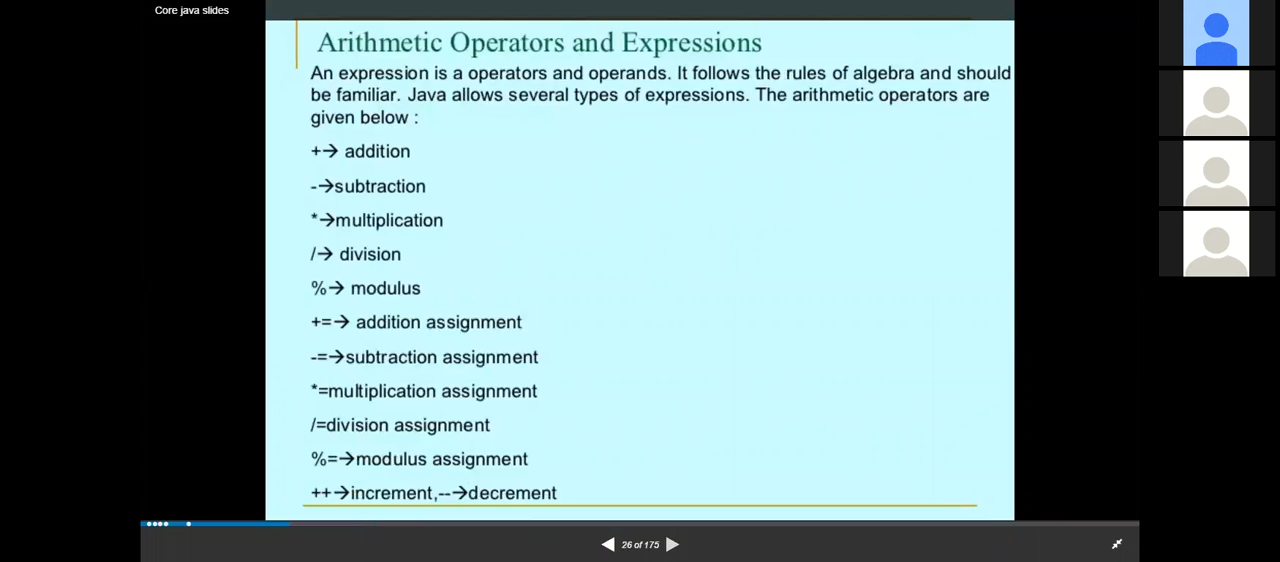 Core java slides
Arithmetic Operators and Expressions
An expression is a operators and operands. It follows the rules of algebra and should
be familiar. Java allows several types of expressions. The arithmetic operators are
given below :
+→ addition
-→subtraction
*→multiplication
/→ division
%→ modulus
+=→ addition assignment
-=→subtraction assignment
*=multiplication assignment
/=division assignment
%=→modulus assignment
++→increment,--→decrement
26 of 175